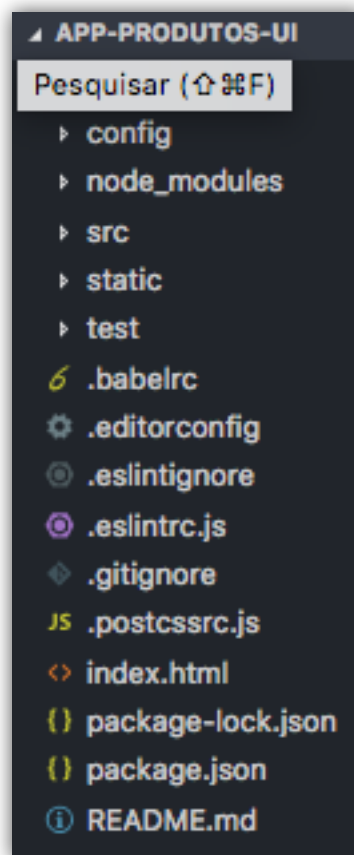 APP-PRODUTOS-UI
Pesquisar (⇧⌘F)
config
node_modules
src
static
test
.babelrc
.editorconfig
.eslintignore
.eslintrc.js
.gitignore
JS .postcssrc.js
<> index.html
{} package-lock.json
{} package.json
README.md